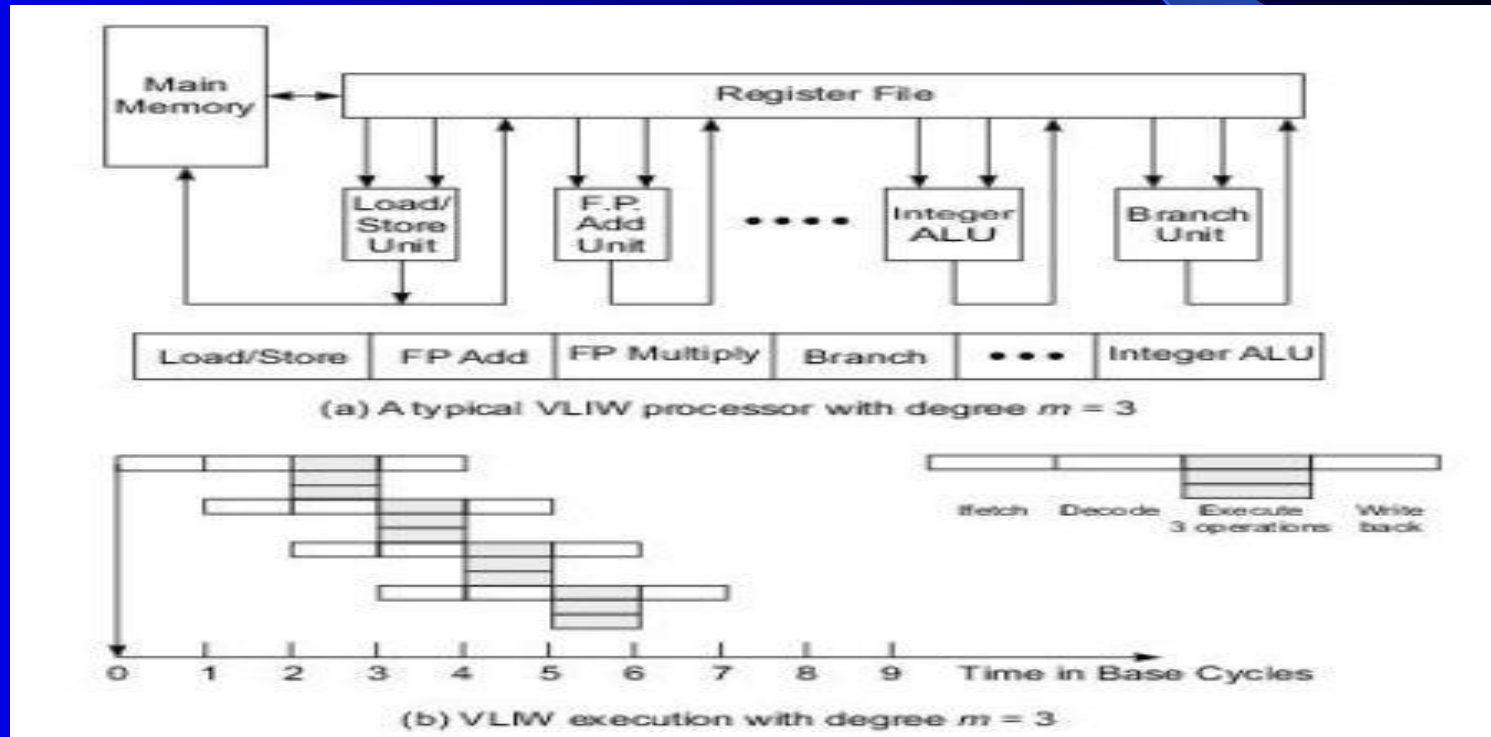 Main
Memory
Register File
Load/
Store
Unit
F.P.
Add
Unit
••••
Integer
ALU
Branch
Unit
Load/Store FP Add FP Multiply Branch ••• Integer ALU
(a) A typical VLIW processor with degree m = 3
Ifetch Decode Execute Write
3 operations back
0 1 2 3 4 5 6 7 8 9 Time in Base Cycles
(b) VLIW execution with degree m = 3